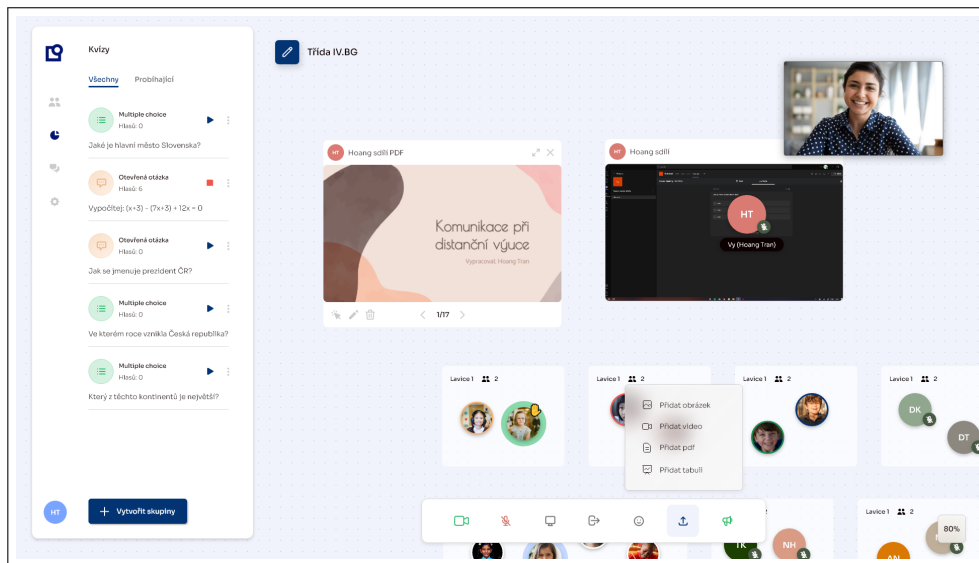 Kvízy
Všechny Probíhající
Multiple choice
Hlasů: 0
Jaké je hlavní město Slovenska?
Otevřená otázka
Hlasů: 6
Vypočítej: (x+3) - (7x+3) + 12x = 0
Otevřená otázka
Hlasů: 0
Jak se jmenuje prezident ČR?
Multiple choice
Hlasů: 0
Ve kterém roce vznikla Česká republika?
Multiple choice
Hlasů: 0
Který z těchto kontinentů je největší?
HT
Vytvořit skupiny
Třída IV.BG
HT Hoang sdílí PDF
Komunikace při
distanční výuce
Vypracoval: Hoang Tran
1/17
HT Hoang sdílí
HT
Vy (Hoang Tran)
Lavice 1 2
Lavice 1 2
Lavice 1 2
Lavice 1 2
DK
DT
Přidat obrázek
Přidat video
Přidat pdf
Přidat tabuli
Lavice 1 2
TK
NH
AN
80%